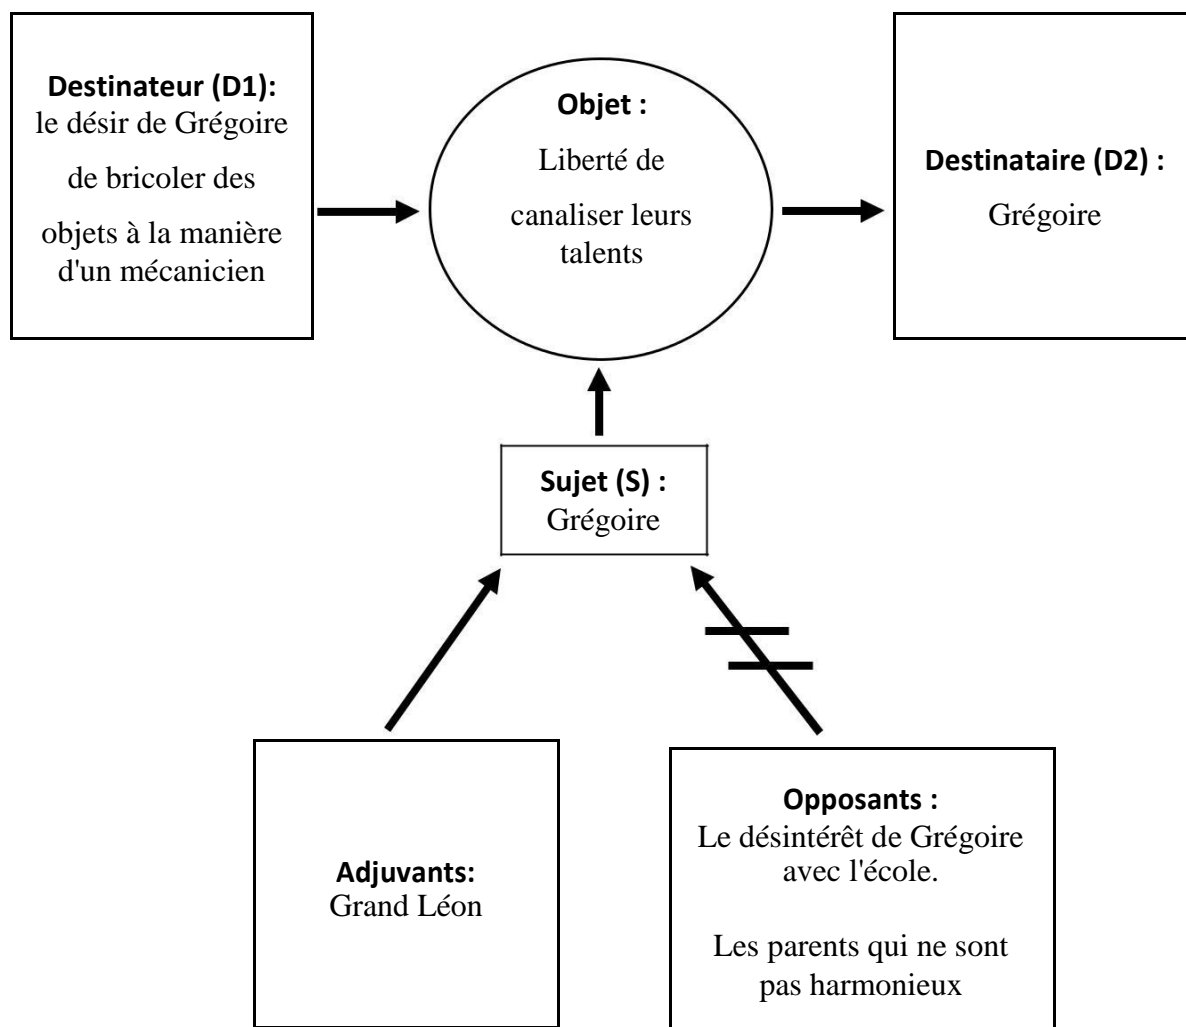 Destinateur (D1):
le désir de Grégoire
de bricoler des
objets à la manière
d'un mécanicien
Objet :
Liberté de
canaliser leurs
talents
Destinataire (D2) :
Grégoire
Sujet (S) :
Grégoire
Adjuvants:
Grand Léon
Opposants :
Le désintérêt de Grégoire
avec l'école.
Les parents qui ne sont
pas harmonieux